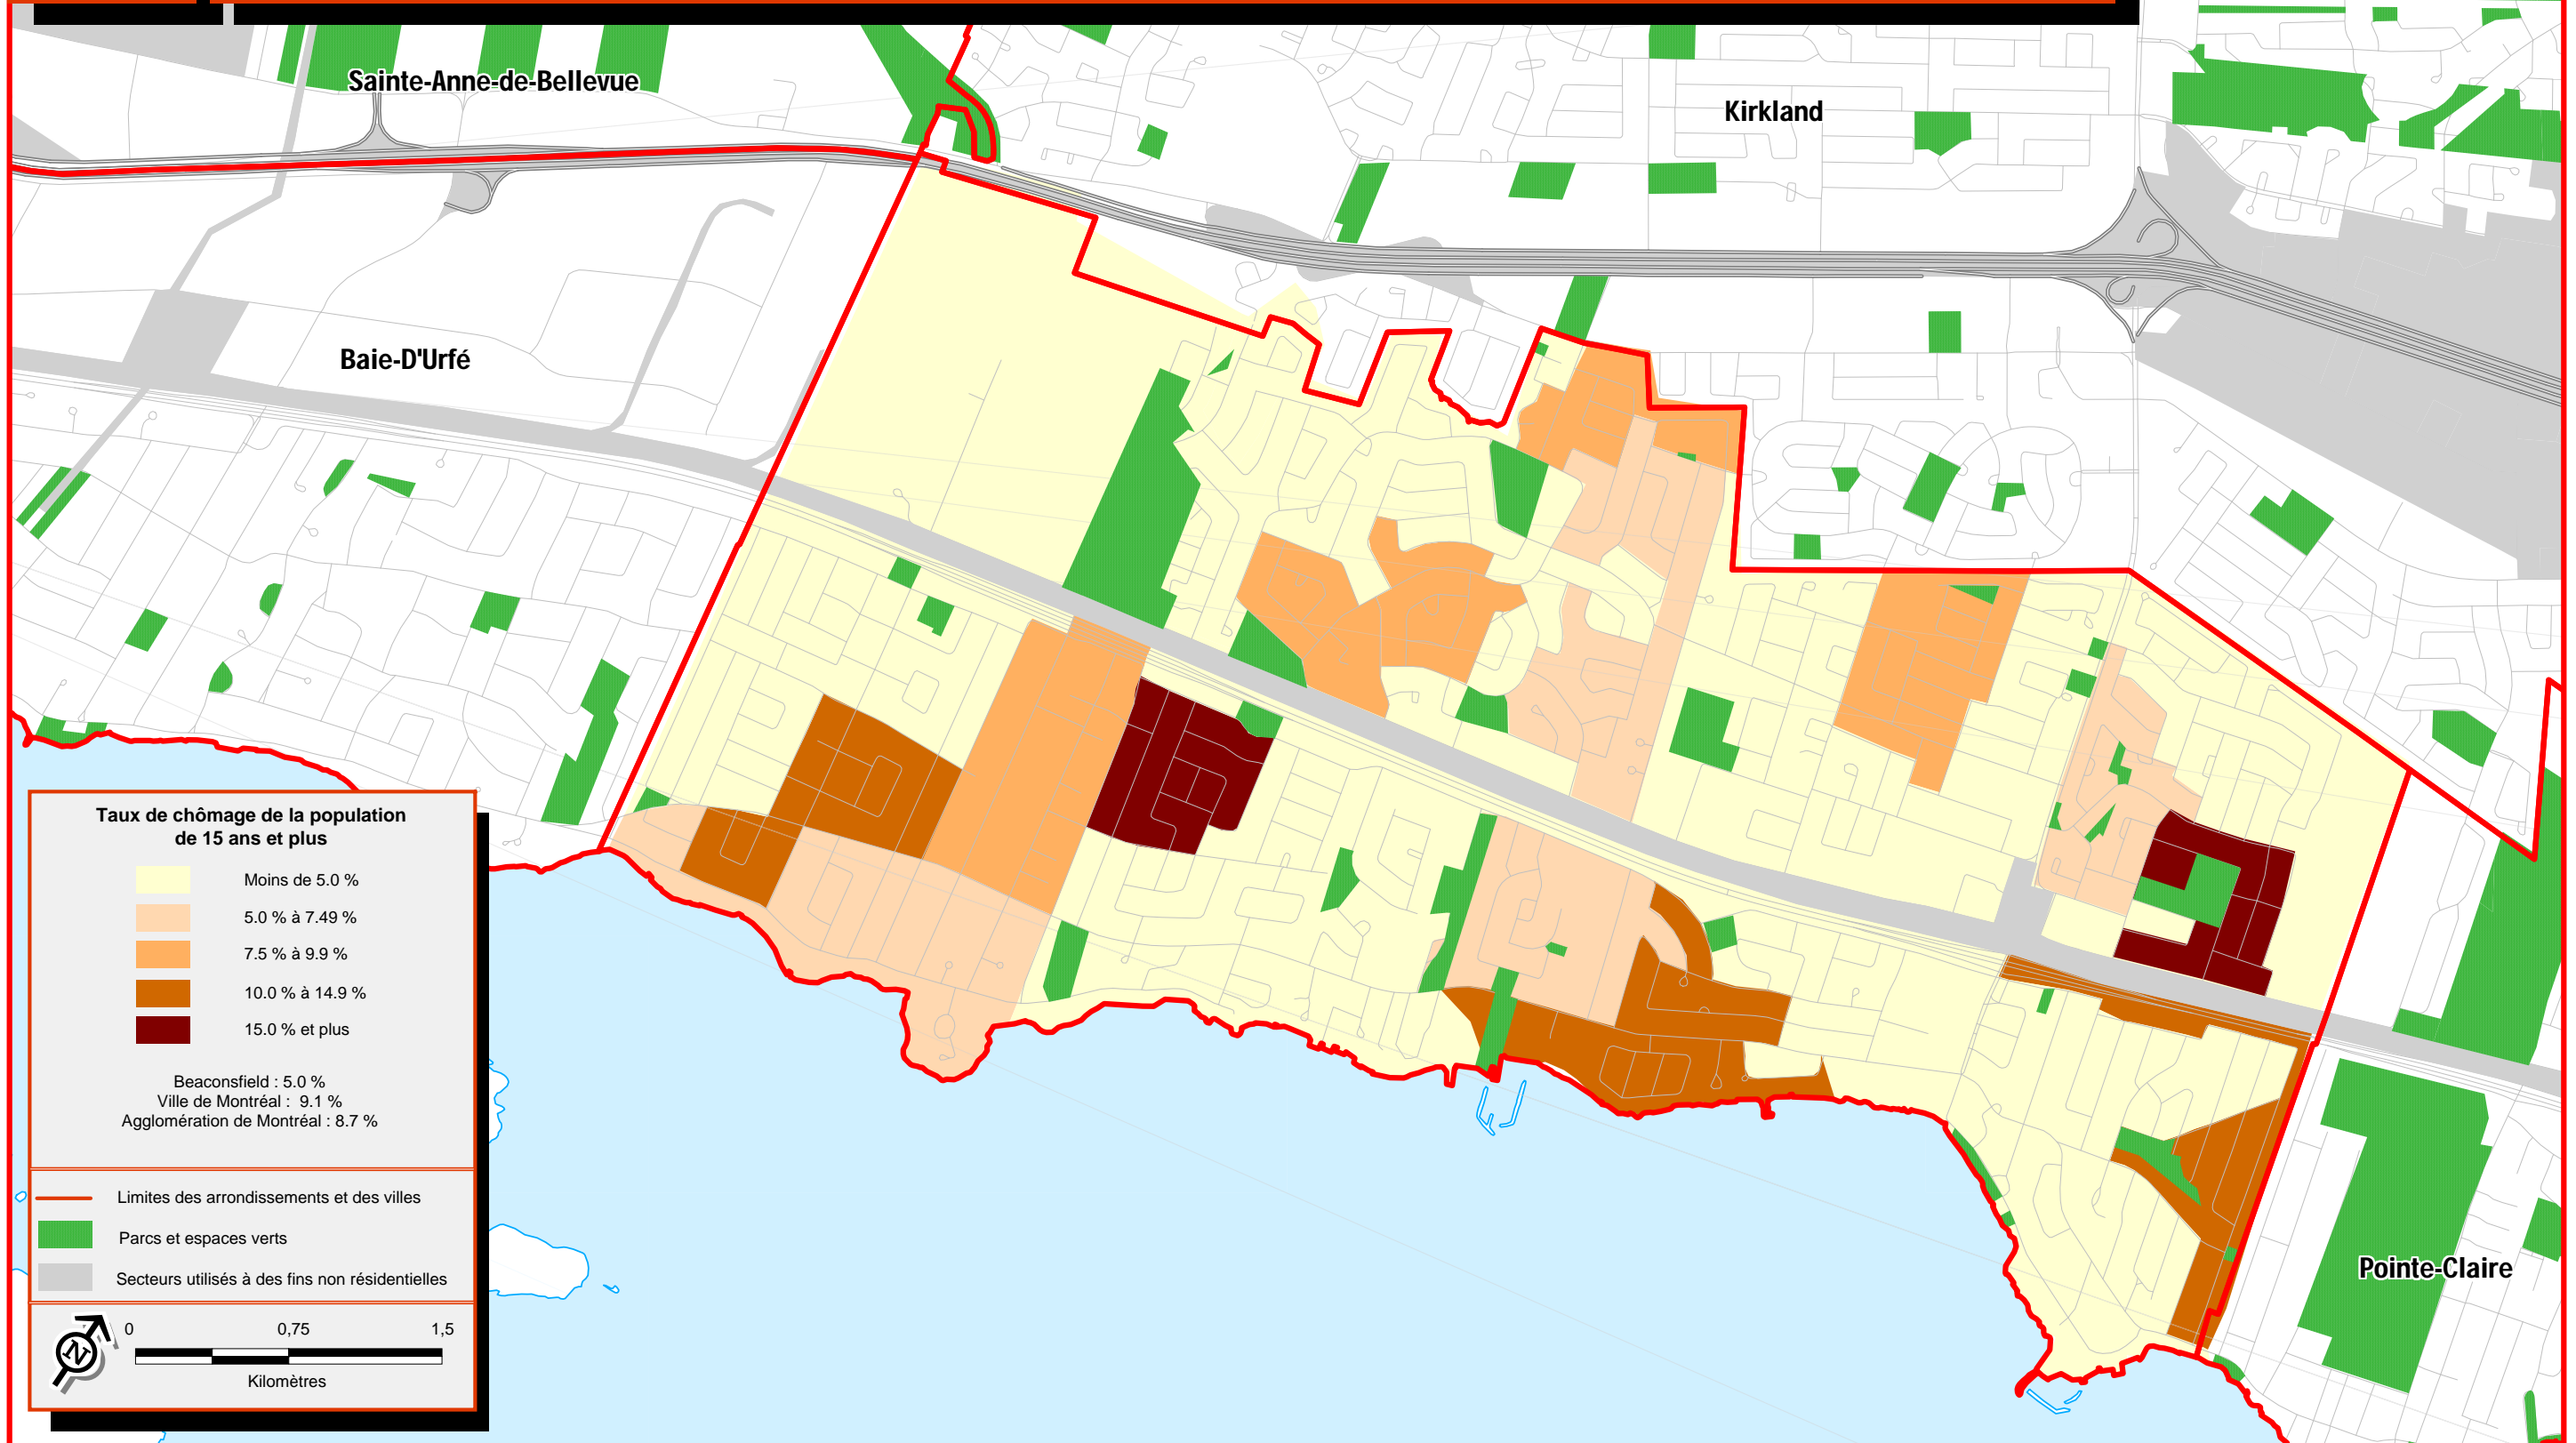 Sainte-Anne-de-Bellevue
Kirkland
Baie-D'Urfé
Taux de chômage de la population
de 15 ans et plus
Moins de 5.0 %
5.0 % à 7.49 %
7.5 % à 9.9 %
10.0 % à 14.9 %
15.0 % et plus
Beaconsfield : 5.0 %
Ville de Montréal : 9.1 %
Agglomération de Montréal : 8.7 %
Limites des arrondissements et des villes
Parcs et espaces verts
Secteurs utilisés à des fins non résidentielles
Pointe-Claire
N
0 0,75 1,5
Kilomètres